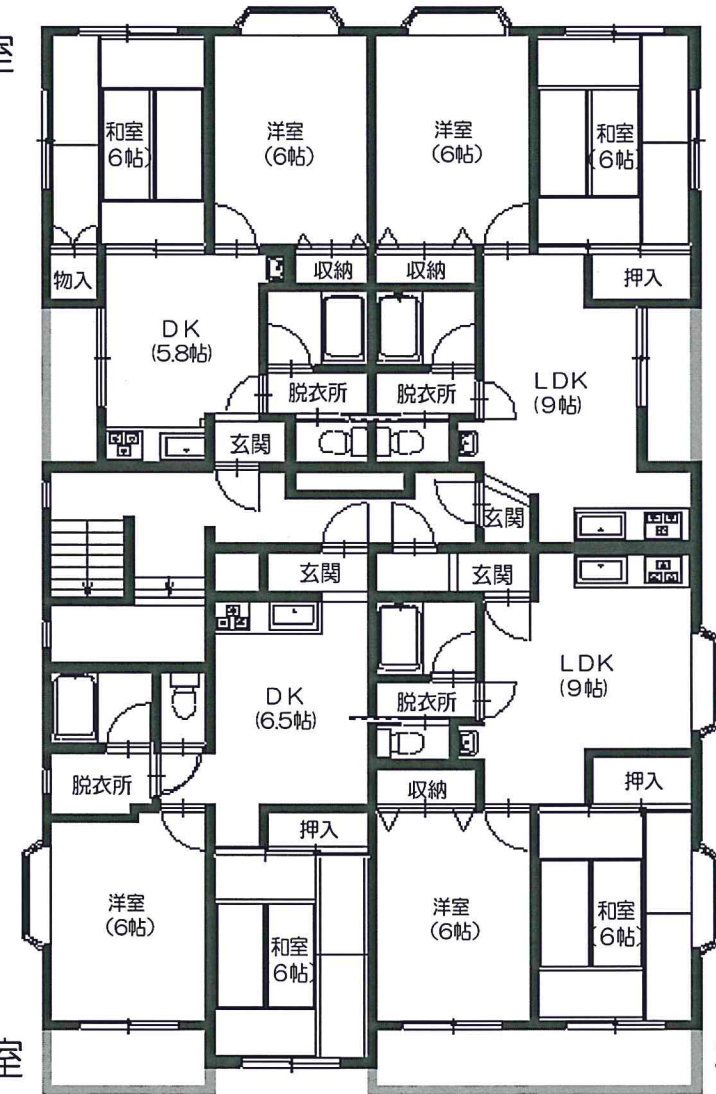 室
和室
6帖)
洋室
(6帖)
洋室
(6帖)
和室
(6帖)
物入
収納
収納
押入
DK
(5.8帖)
LDK
(9帖)
脱衣所
脱衣所
玄関
玄関
玄関
玄関
DK
(6.5帖)
LDK
(9帖)
脱衣所
脱衣所
収納
押入
押入
洋室
(6帖)
和室
6帖)
洋室
(6帖)
和室
(6帖)
室